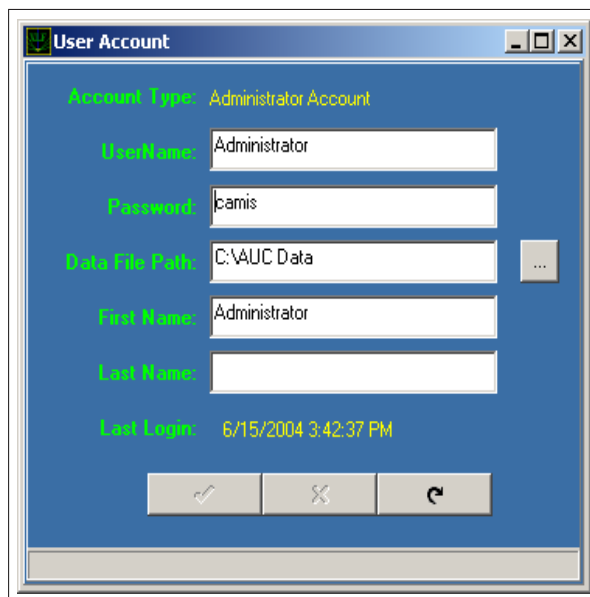 User Account
Account Type: Administrator Account
UserName: Administrator
Password: camis
Data File Path: C:\AUC Data ...
First Name: Administrator
Last Name:
Last Login: 6/15/2004 3:42:37 PM